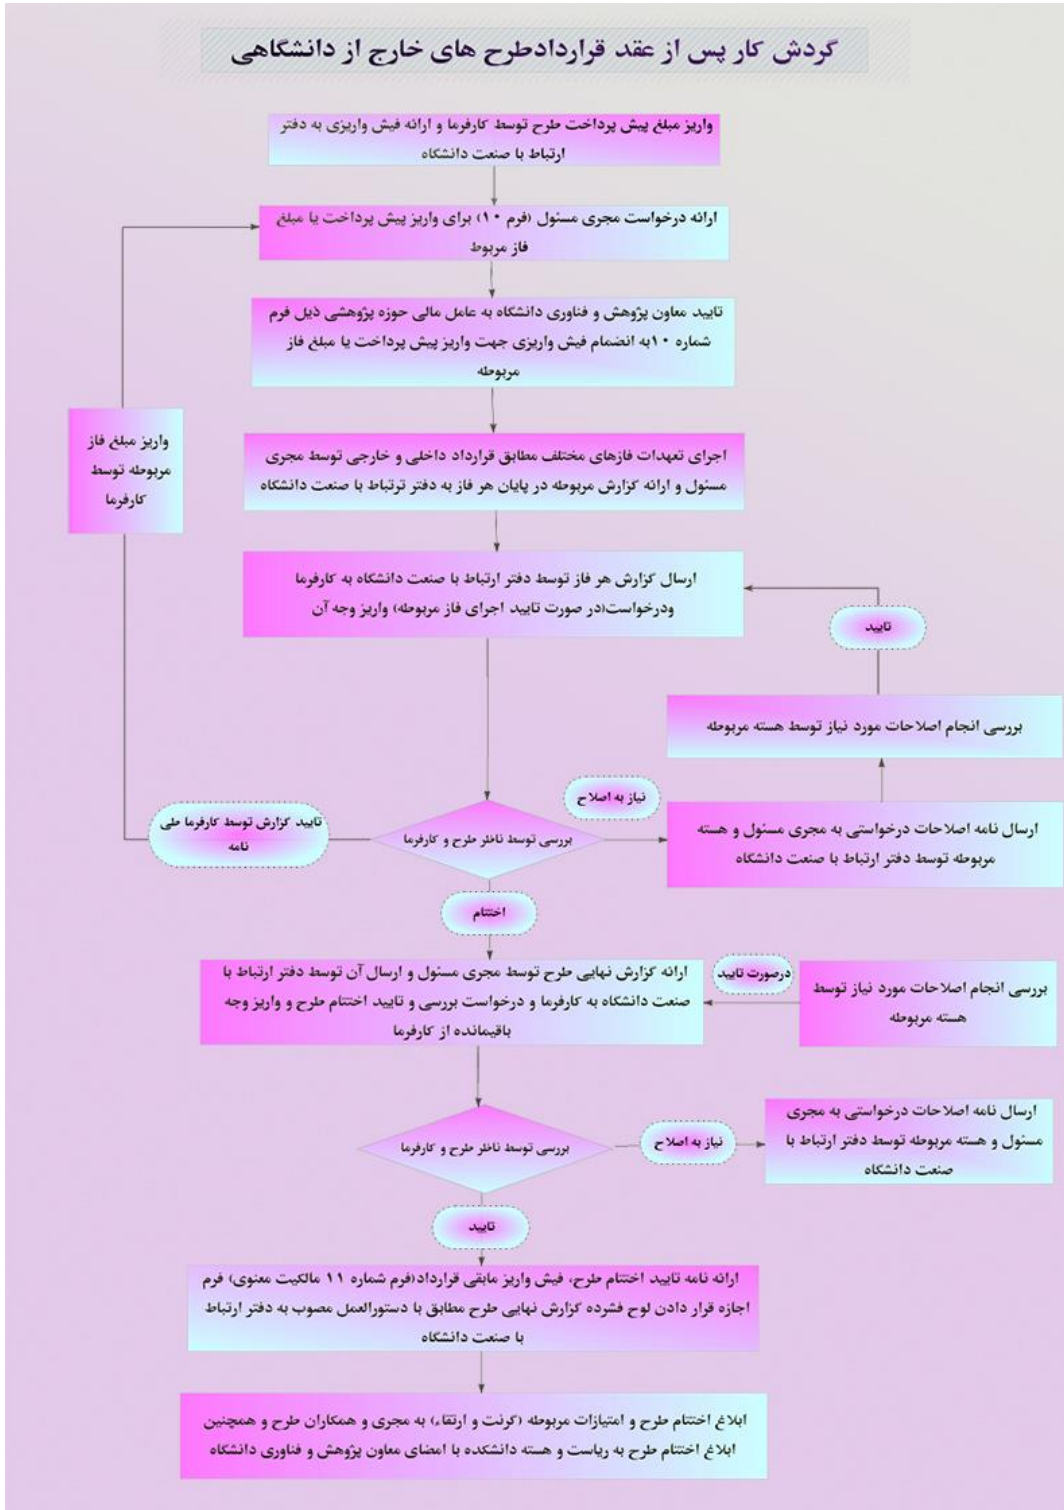 گردش کار پس از عقد قراردادطرح های خارج از دانشگاهی
واریز مبلغ پیش پرداخت طرح توسط کارفرما و ارائه فیش واریزی به دفتر
ارتباط با صنعت دانشگاه
ارائه درخواست مجری مسئول (فرم ۱۰) برای واریز پیش پرداخت یا مبلغ
فاز مربوط
تایید معاون پژوهش و فناوری دانشگاه به عامل مالی حوزه پژوهشی ذیل فرم
شماره ۱۰به انضمام فیش واریزی جهت واریز پیش پرداخت یا مبلغ فاز
مربوطه
واریز مبلغ فاز
مربوطه توسط
کارفرما
اجرای تعهدات فازهای مختلف مطابق قرارداد داخلی و خارجی توسط مجری
مسئول و ارائه گزارش مربوطه در پایان هر فاز به دفتر ترتباط با صنعت دانشگاه
ارسال گزارش هر فاز توسط دفتر ارتباط با صنعت دانشگاه به کارفرما
ودرخواست(در صورت تایید اجرای فاز مربوطه) واریز وجه آن
تایید
بررسی انجام اصلاحات مورد نیاز توسط هسته مربوطه
نیاز به اصلاح
ارسال نامه اصلاحات درخواستی به مجری مسئول و هسته
مربوطه توسط دفتر ارتباط با صنعت دانشگاه
بررسی توسط ناظر طرح و کارفرما
تایید گزارش توسط کارفرما طی
نامه
اختتام
ارائه گزارش نهایی طرح توسط مجری مسئول و ارسال آن توسط دفتر ارتباط با
صنعت دانشگاه به کارفرما و درخواست بررسی و تایید اختتام طرح و واریز وجه
باقیمانده از کارفرما
درصورت تایید
بررسی انجام اصلاحات مورد نیاز توسط
هسته مربوطه
بررسی توسط ناظر طرح و کارفرما
نیاز به اصلاح
ارسال نامه اصلاحات درخواستی به مجری
مسئول و هسته مربوطه توسط دفتر ارتباط با
صنعت دانشگاه
تایید
ارائه نامه تایید اختتام طرح، فیش واریز مابقی قرارداد(فرم شماره ۱۱ مالکیت معنوی) فرم
اجازه قرار دادن لوح فشرده گزارش نهایی طرح مطابق با دستورالعمل مصوب به دفتر ارتباط
با صنعت دانشگاه
ابلاغ اختتام طرح و امتیازات مربوطه (گرنت و ارتقاء) به مجری و همکاران طرح و همچنین
ابلاغ اختتام طرح به ریاست و هسته دانشکده با امضای معاون پژوهش و فناوری دانشگاه